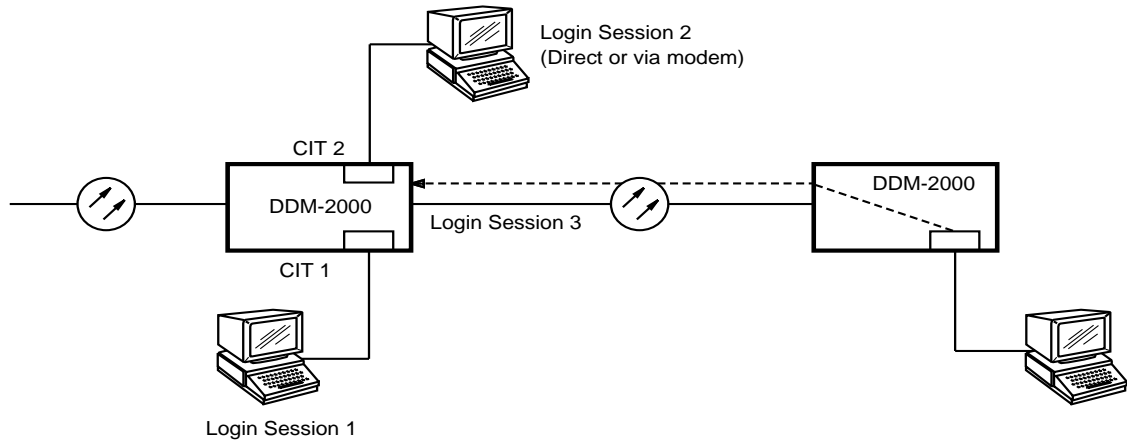 Login Session 2
(Direct or via modem)
CIT 2
DDM-2000
DDM-2000
Login Session 3
CIT 1
Login Session 1